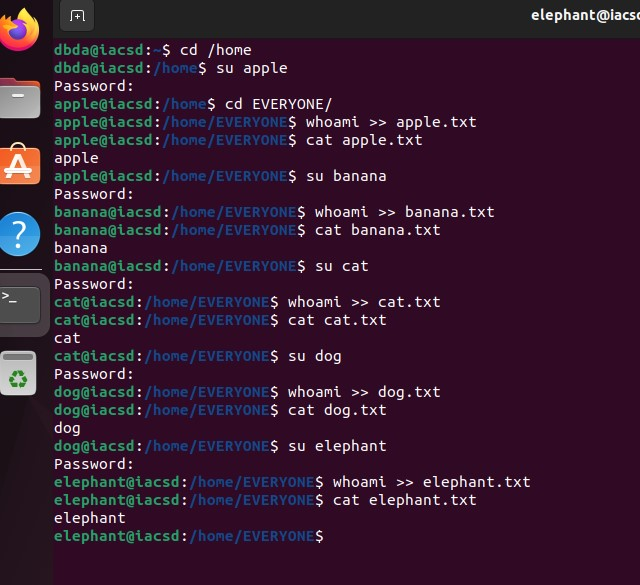 elephant@iacsd
dbda@iacsd:~$ cd /home
dbda@iacsd:/home$ su apple
Password:
apple@iacsd:/home$ cd EVERYONE/
apple@iacsd:/home/EVERYONE$ whoami >> apple.txt
apple@iacsd:/home/EVERYONE$ cat apple.txt
apple
apple@iacsd:/home/EVERYONE$ su banana
Password:
banana@iacsd:/home/EVERYONE$ whoami >> banana.txt
banana@iacsd:/home/EVERYONE$ cat banana.txt
banana
banana@iacsd:/home/EVERYONE$ su cat
Password:
cat@iacsd:/home/EVERYONE$ whoami >> cat.txt
cat@iacsd:/home/EVERYONE$ cat cat.txt
cat
cat@iacsd:/home/EVERYONE$ su dog
Password:
dog@iacsd:/home/EVERYONE$ whoami >> dog.txt
dog@iacsd:/home/EVERYONE$ cat dog.txt
dog
dog@iacsd:/home/EVERYONE$ su elephant
Password:
elephant@iacsd:/home/EVERYONE$ whoami >> elephant.txt
elephant@iacsd:/home/EVERYONE$ cat elephant.txt
elephant
elephant@iacsd:/home/EVERYONE$